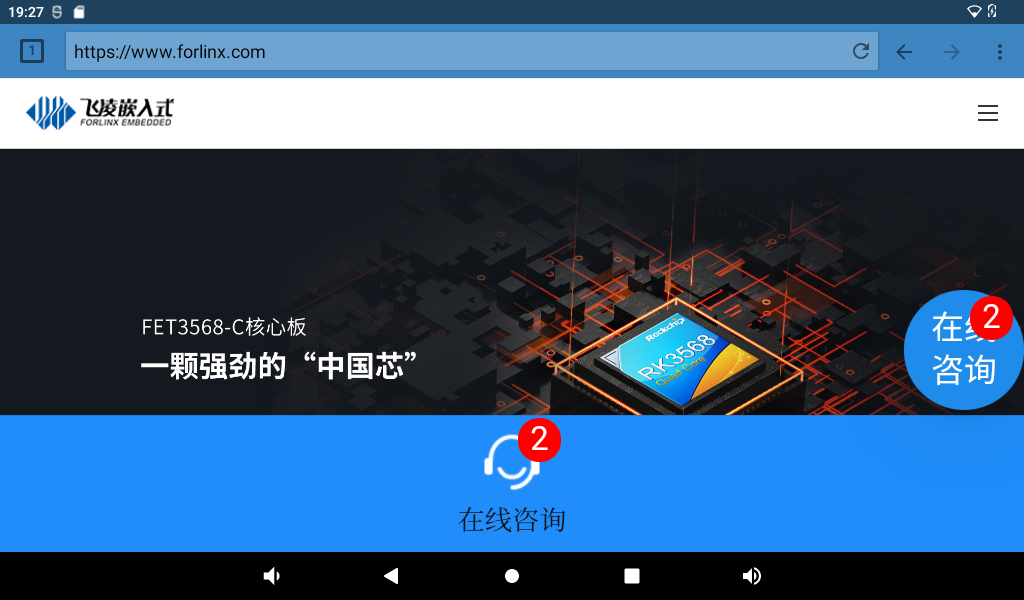 19:27
1
https://www.forlinx.com
飞凌嵌入式
FORLINX EMBEDDED
FET3568-C核心板
一颗强劲的“中国芯”
Rockchip
RK3568
Quad Core
2
在线
咨询
2
在线咨询